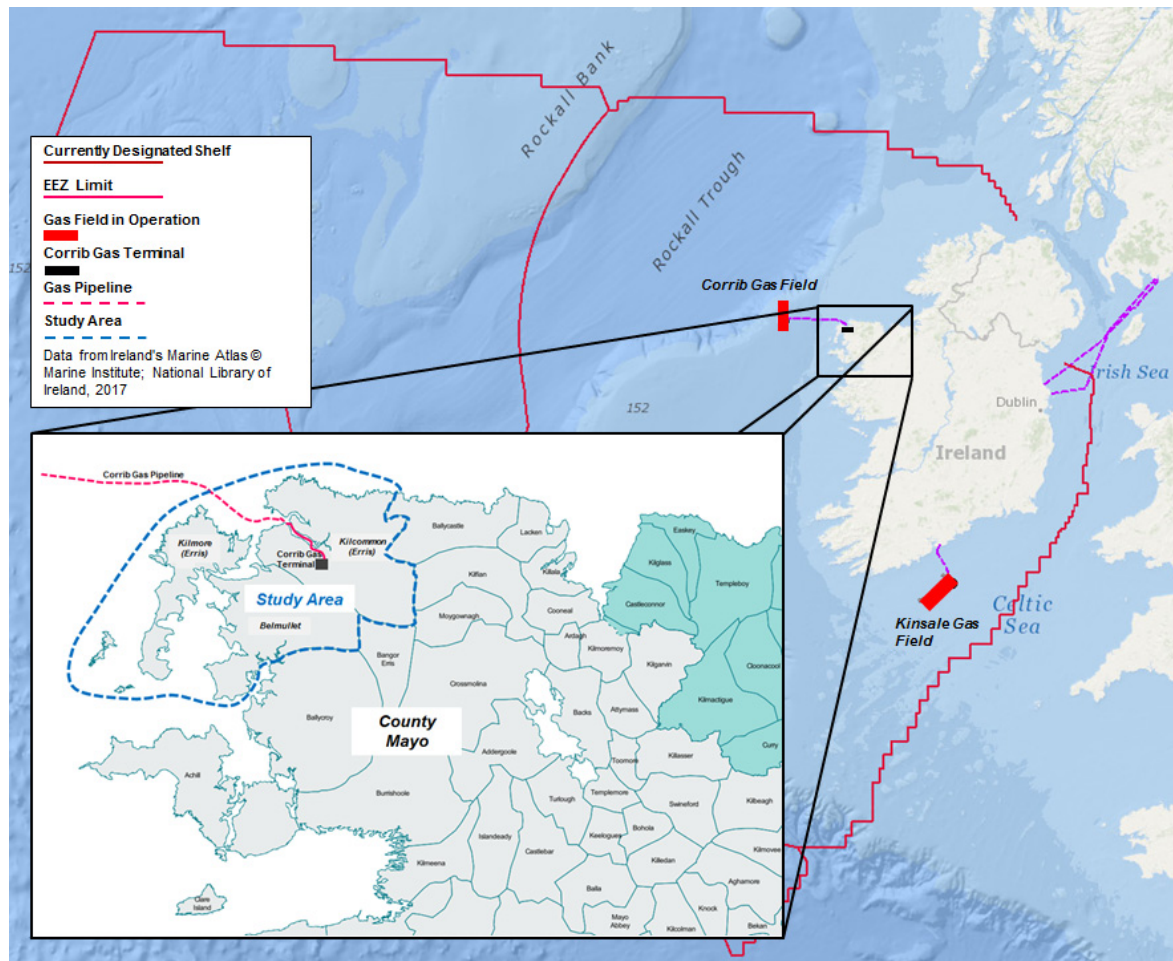 Rockall Bank
Rockall Trough
Currently Designated Shelf
EEZ Limit
Gas Field in Operation
Corrib Gas Terminal
Gas Pipeline
Study Area
Data from Ireland's Marine Atlas ©
Marine Institute; National Library of
Ireland, 2017
152
Corrib Gas Field
152
Irish Sea
Dublin
Ireland
Celtic
Sea
Kinsale Gas
Field
Corrib Gas Pipeline
Kilmore
(Erris)
Kilcommon
(Erris)
Corrib Gas
Terminal
Study Area
Belmullet
Ballycastle
Lacken
Killala
Kilfian
Easkey
Kilglass
Templeboy
Castleconnor
Moygownagh
Cooneal
Ardagh
Kilmoremoy
Kilgarvin
Bangor
Erris
Crossmolina
Cloonacool
Kilmactigue
Curry
Ballycroy
County
Mayo
Backs
Attymass
Addergoole
Toomore
Killasser
Achill
Burrishoole
Turlough
Templemore
Swineford
Kilbeagh
Islandeady
Castlebar
Keelogues
Bohola
Kilmovee
Kilmeena
Killedan
Balla
Aghamore
Clare
Island
Mayo
Abbey
Knock
Kilcolman
Bekan